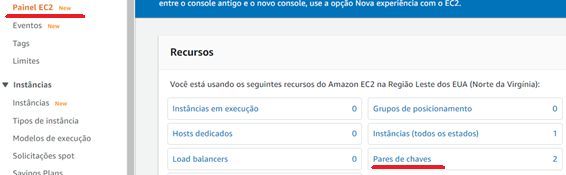 Painel EC2 New
Eventos New
Tags
Limites
Instâncias
Instâncias New
Tipos de instância
Modelos de execução
Solicitações spot
Savings Plans
entre o console antigo e o novo console, use a opção Nova experiência com o EC2.
Recursos
Você está usando os seguintes recursos do Amazon EC2 na Região Leste dos EUA (Norte da Virgínia):
Instâncias em execução 0 Grupos de posicionamento 0
Hosts dedicados 0 Instâncias (todos os estados) 1
Load balancers 0 Pares de chaves 2